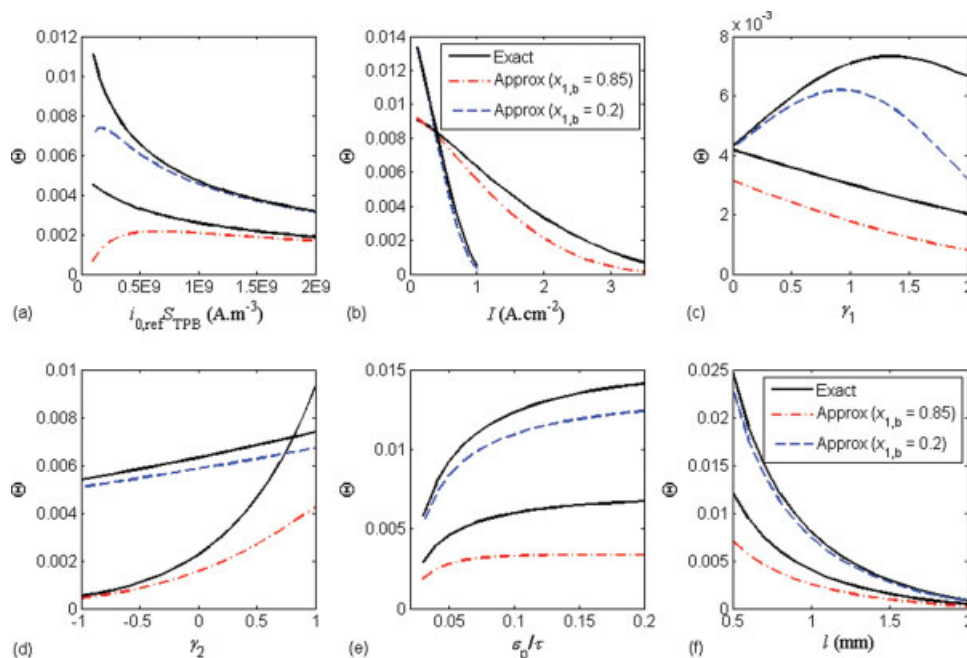 0.012
0.01
0.008
0.006
0.004
0.002
0
Θ
0 0.5E9 1E9 1.5E9 2E9
(a) i0,refSTPB (A.m-3)
0.014
0.012
0.01
0.008
0.006
0.004
0.002
0
Θ
Exact
Approx (x1,b = 0.85)
Approx (x1,b = 0.2)
0 1 2 3
(b) I (A.cm-2)
8 x 10-3
6
4
2
0
Θ
0 0.5 1 1.5 2
(c) γ1
0.01
0.008
0.006
0.004
0.002
0
Θ
-1 -0.5 0 0.5 1
(d) γ2
0.015
0.01
0.005
0
Θ
0.05 0.1 0.15 0.2
(e) εp/τ
0.025
0.02
0.015
0.01
0.005
0
Θ
Exact
Approx (x1,b = 0.85)
Approx (x1,b = 0.2)
0.5 1 1.5 2
(f) l (mm)